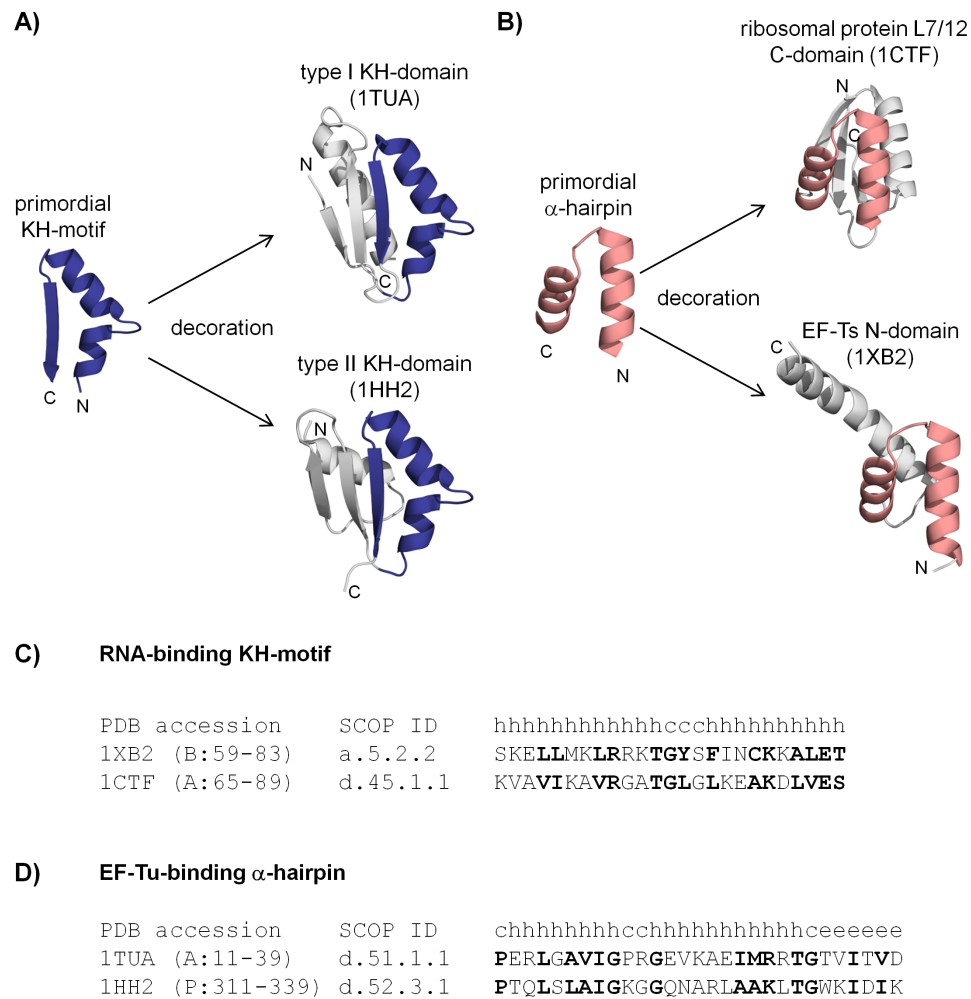 A)
B)
ribosomal protein L7/12
C-domain (1CTF)
type I KH-domain
(1TUA)
N
N
C
primordial
KH-motif
primordial
α-hairpin
C
decoration
decoration
C
N
C
N
EF-Ts N-domain
(1XB2)
C
type II KH-domain
(1HH2)
N
N
C
C) RNA-binding KH-motif
PDB accession SCOP ID hhhhhhhhhhhhccchhhhhhhhhh
1XB2 (B:59-83) a.5.2.2 SKELLMKLRRKTGYSFINCKKALET
1CTF (A:65-89) d.45.1.1 KVAVIKAVRGATGLGLKEAKDLVES
D) EF-Tu-binding α-hairpin
PDB accession SCOP ID chhhhhhhhcchhhhhhhhhhhhceeeeee
1TUA (A:11-39) d.51.1.1 PERLGAVIGPRGEVKAEIMRRTGTVITVD
1HH2 (P:311-339) d.52.3.1 PTQLSLAIGKGGQNARLAAKLTGWKIDIK